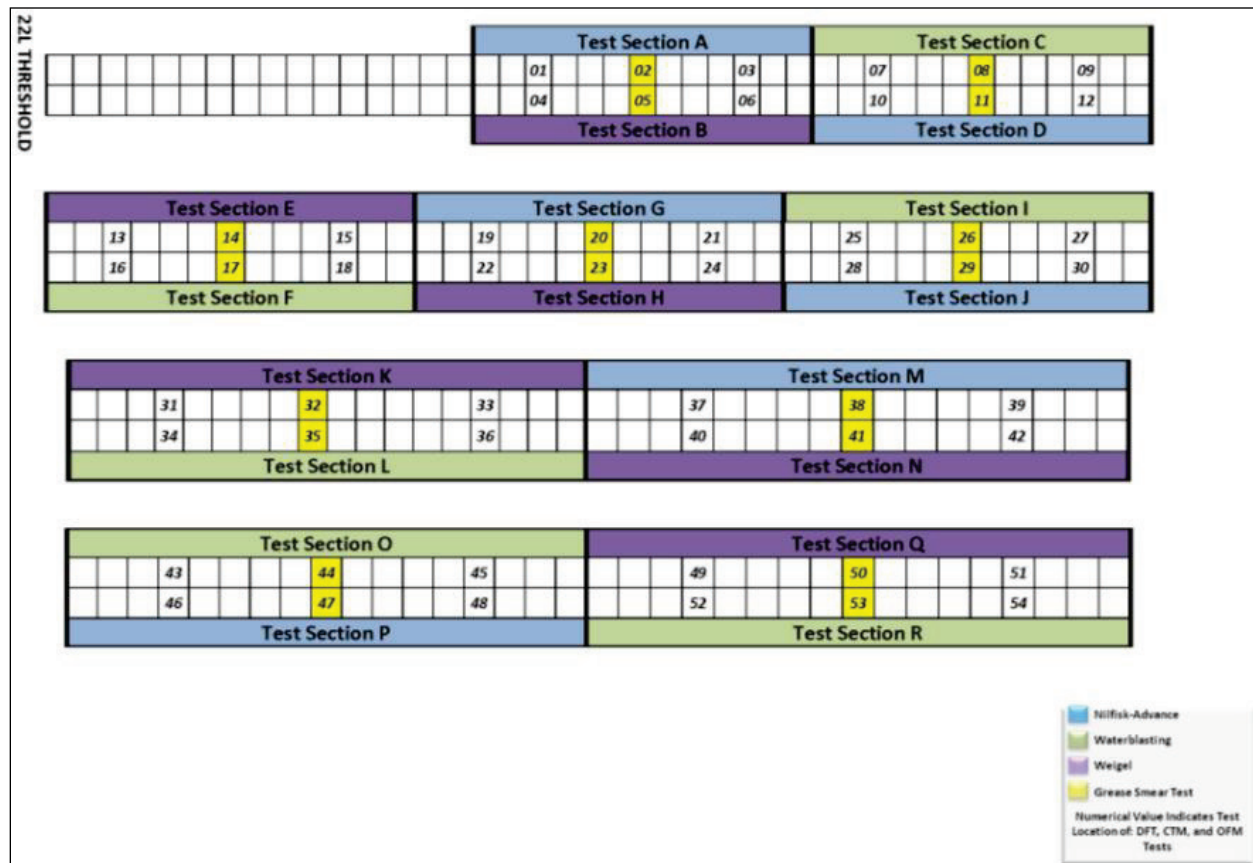 22L THRESHOLD
Test Section A Test Section C
01 02 03 07 08 09
04 05 06 10 11 12
Test Section B Test Section D
Test Section E Test Section G Test Section I
13 14 15 19 20 21 25 26 27
16 17 18 22 23 24 28 29 30
Test Section F Test Section H Test Section J
Test Section K Test Section M
31 32 33 37 38 39
34 35 36 40 41 42
Test Section L Test Section N
Test Section O Test Section Q
43 44 45 49 50 51
46 47 48 52 53 54
Test Section P Test Section R
Nilfisk-Advance
Waterblasting
Weigel
Grease Smear Test
Numerical Value Indicates Test
Location of: DFT, CTM, and OFM
Tests